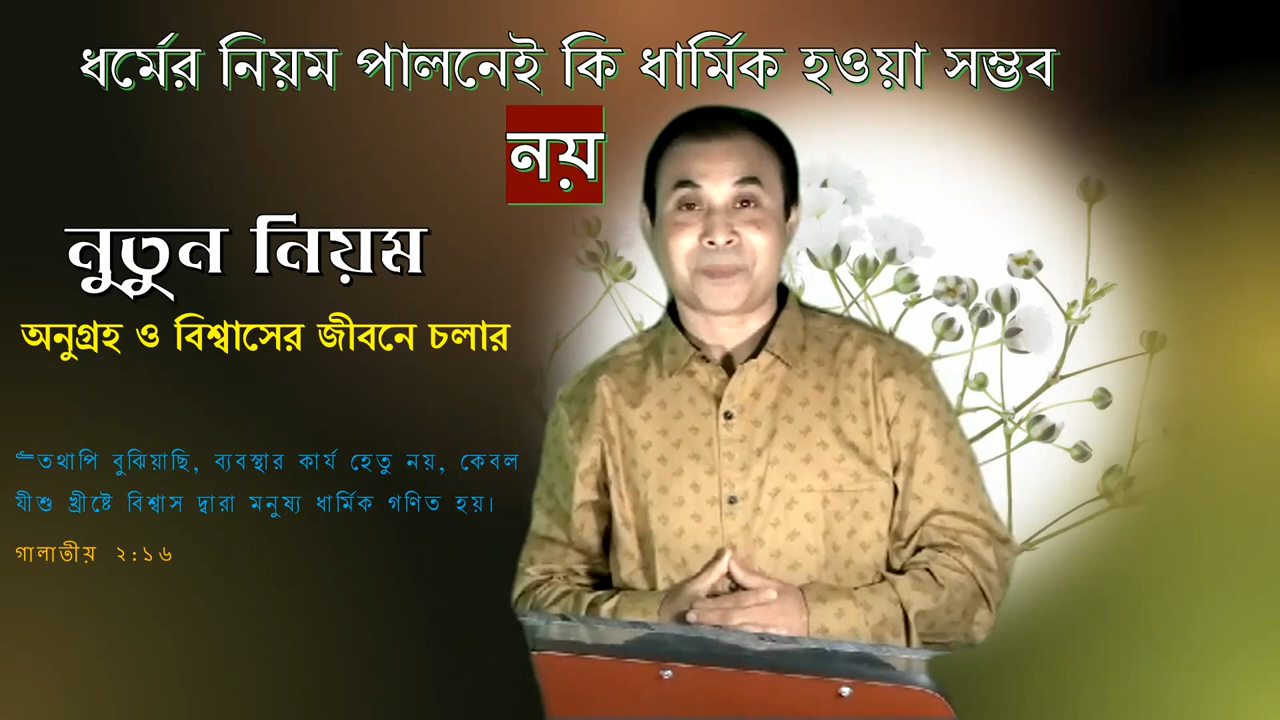 ধর্মের নিয়ম পালনেই কি ধার্মিক হওয়া সম্ভব
নয়
নুতুন নিয়ম
অনুগ্রহ ও বিশ্বাসের জীবনে চলার
তথাপি বুঝিয়াছি, ব্যবস্থার কার্য হেতু নয়, কেবল
যীশু খ্রীষ্টে বিশ্বাস দ্বারা মনুষ্য ধার্মিক গণিত হয়।
গালাতীয় ২:১৬